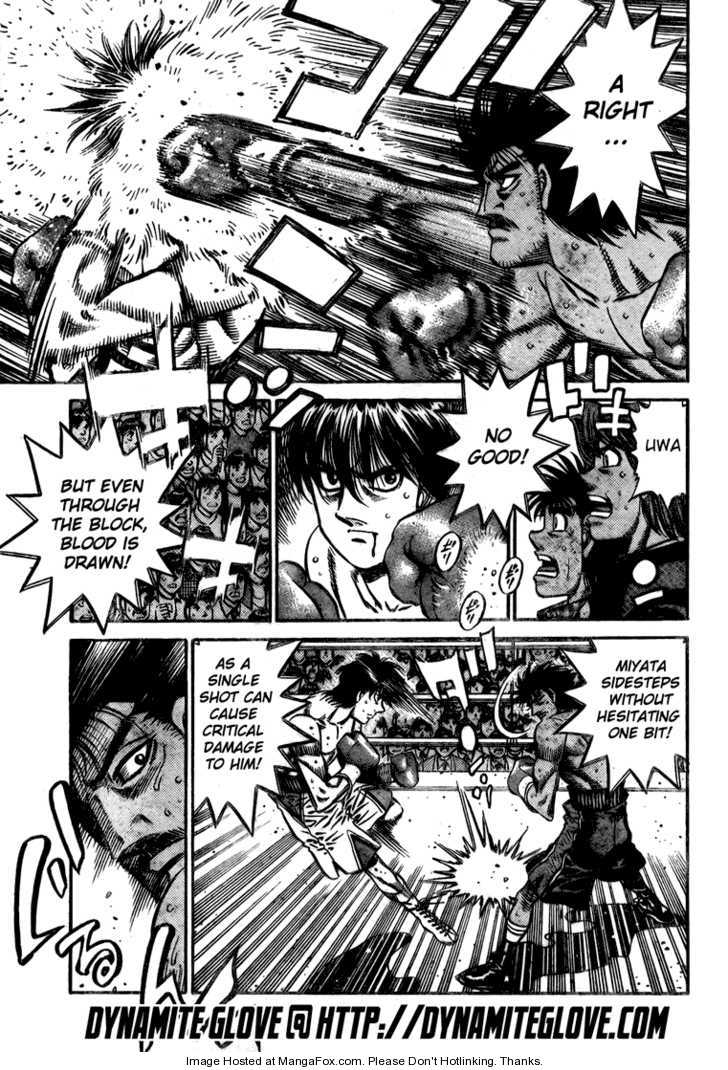 A
RIGHT
...
UWA
NO
GOOD!
BUT EVEN
THROUGH
THE BLOCK,
BLOOD IS
DRAWN!
MIYATA
SIDESTEPS
WITHOUT
HESITATING
ONE BIT!
AS A
SINGLE
SHOT CAN
CAUSE
CRITICAL
DAMAGE
TO HIM!
DYNAMITE GLOVE @ HTTP://DYNAMITEGLOVE.COM
Image Hosted at MangaFox.com. Please Don't Hotlinking. Thanks.